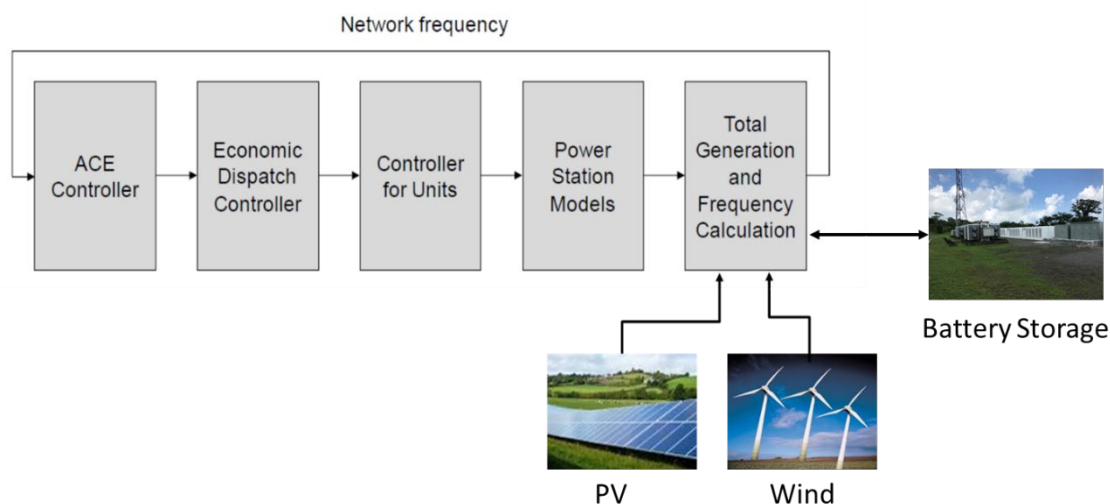 Network frequency
ACE
Controller
Economic
Dispatch
Controller
Controller
for Units
Power
Station
Models
Total
Generation
and
Frequency
Calculation
Battery Storage
PV
Wind